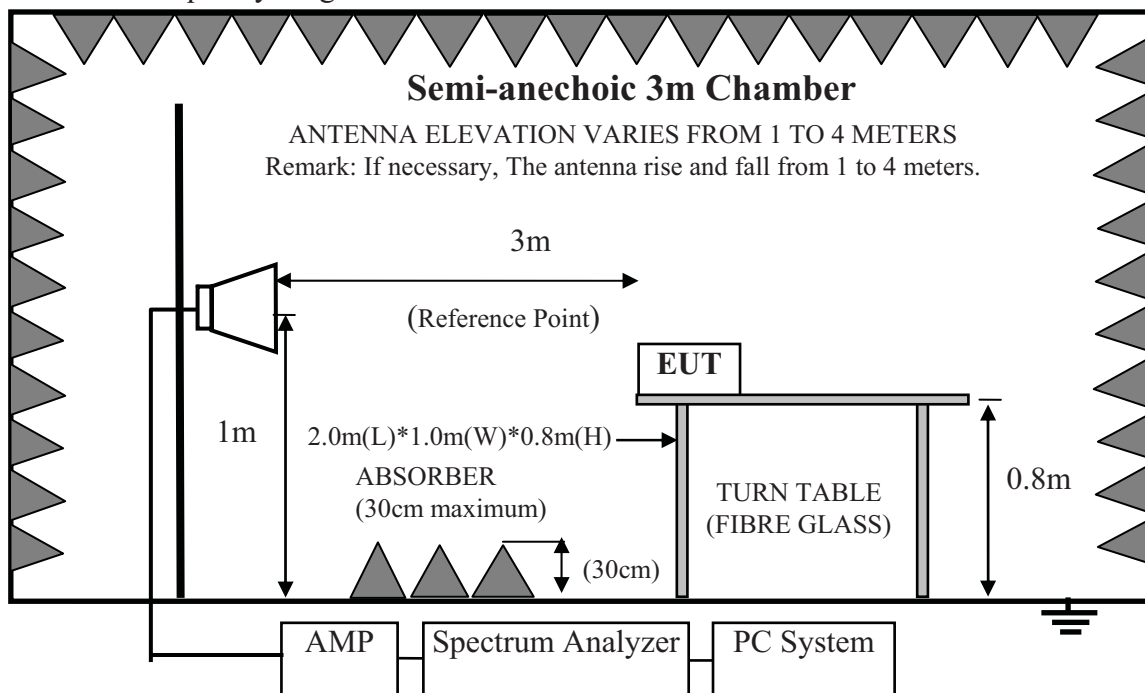 Semi-anechoic 3m Chamber
ANTENNA ELEVATION VARIES FROM 1 TO 4 METERS
Remark: If necessary, The antenna rise and fall from 1 to 4 meters.
3m
(Reference Point)
EUT
1m
2.0m(L)*1.0m(W)*0.8m(H)
ABSORBER
(30cm maximum)
TURN TABLE
(FIBRE GLASS)
0.8m
(30cm)
AMP
Spectrum Analyzer
PC System